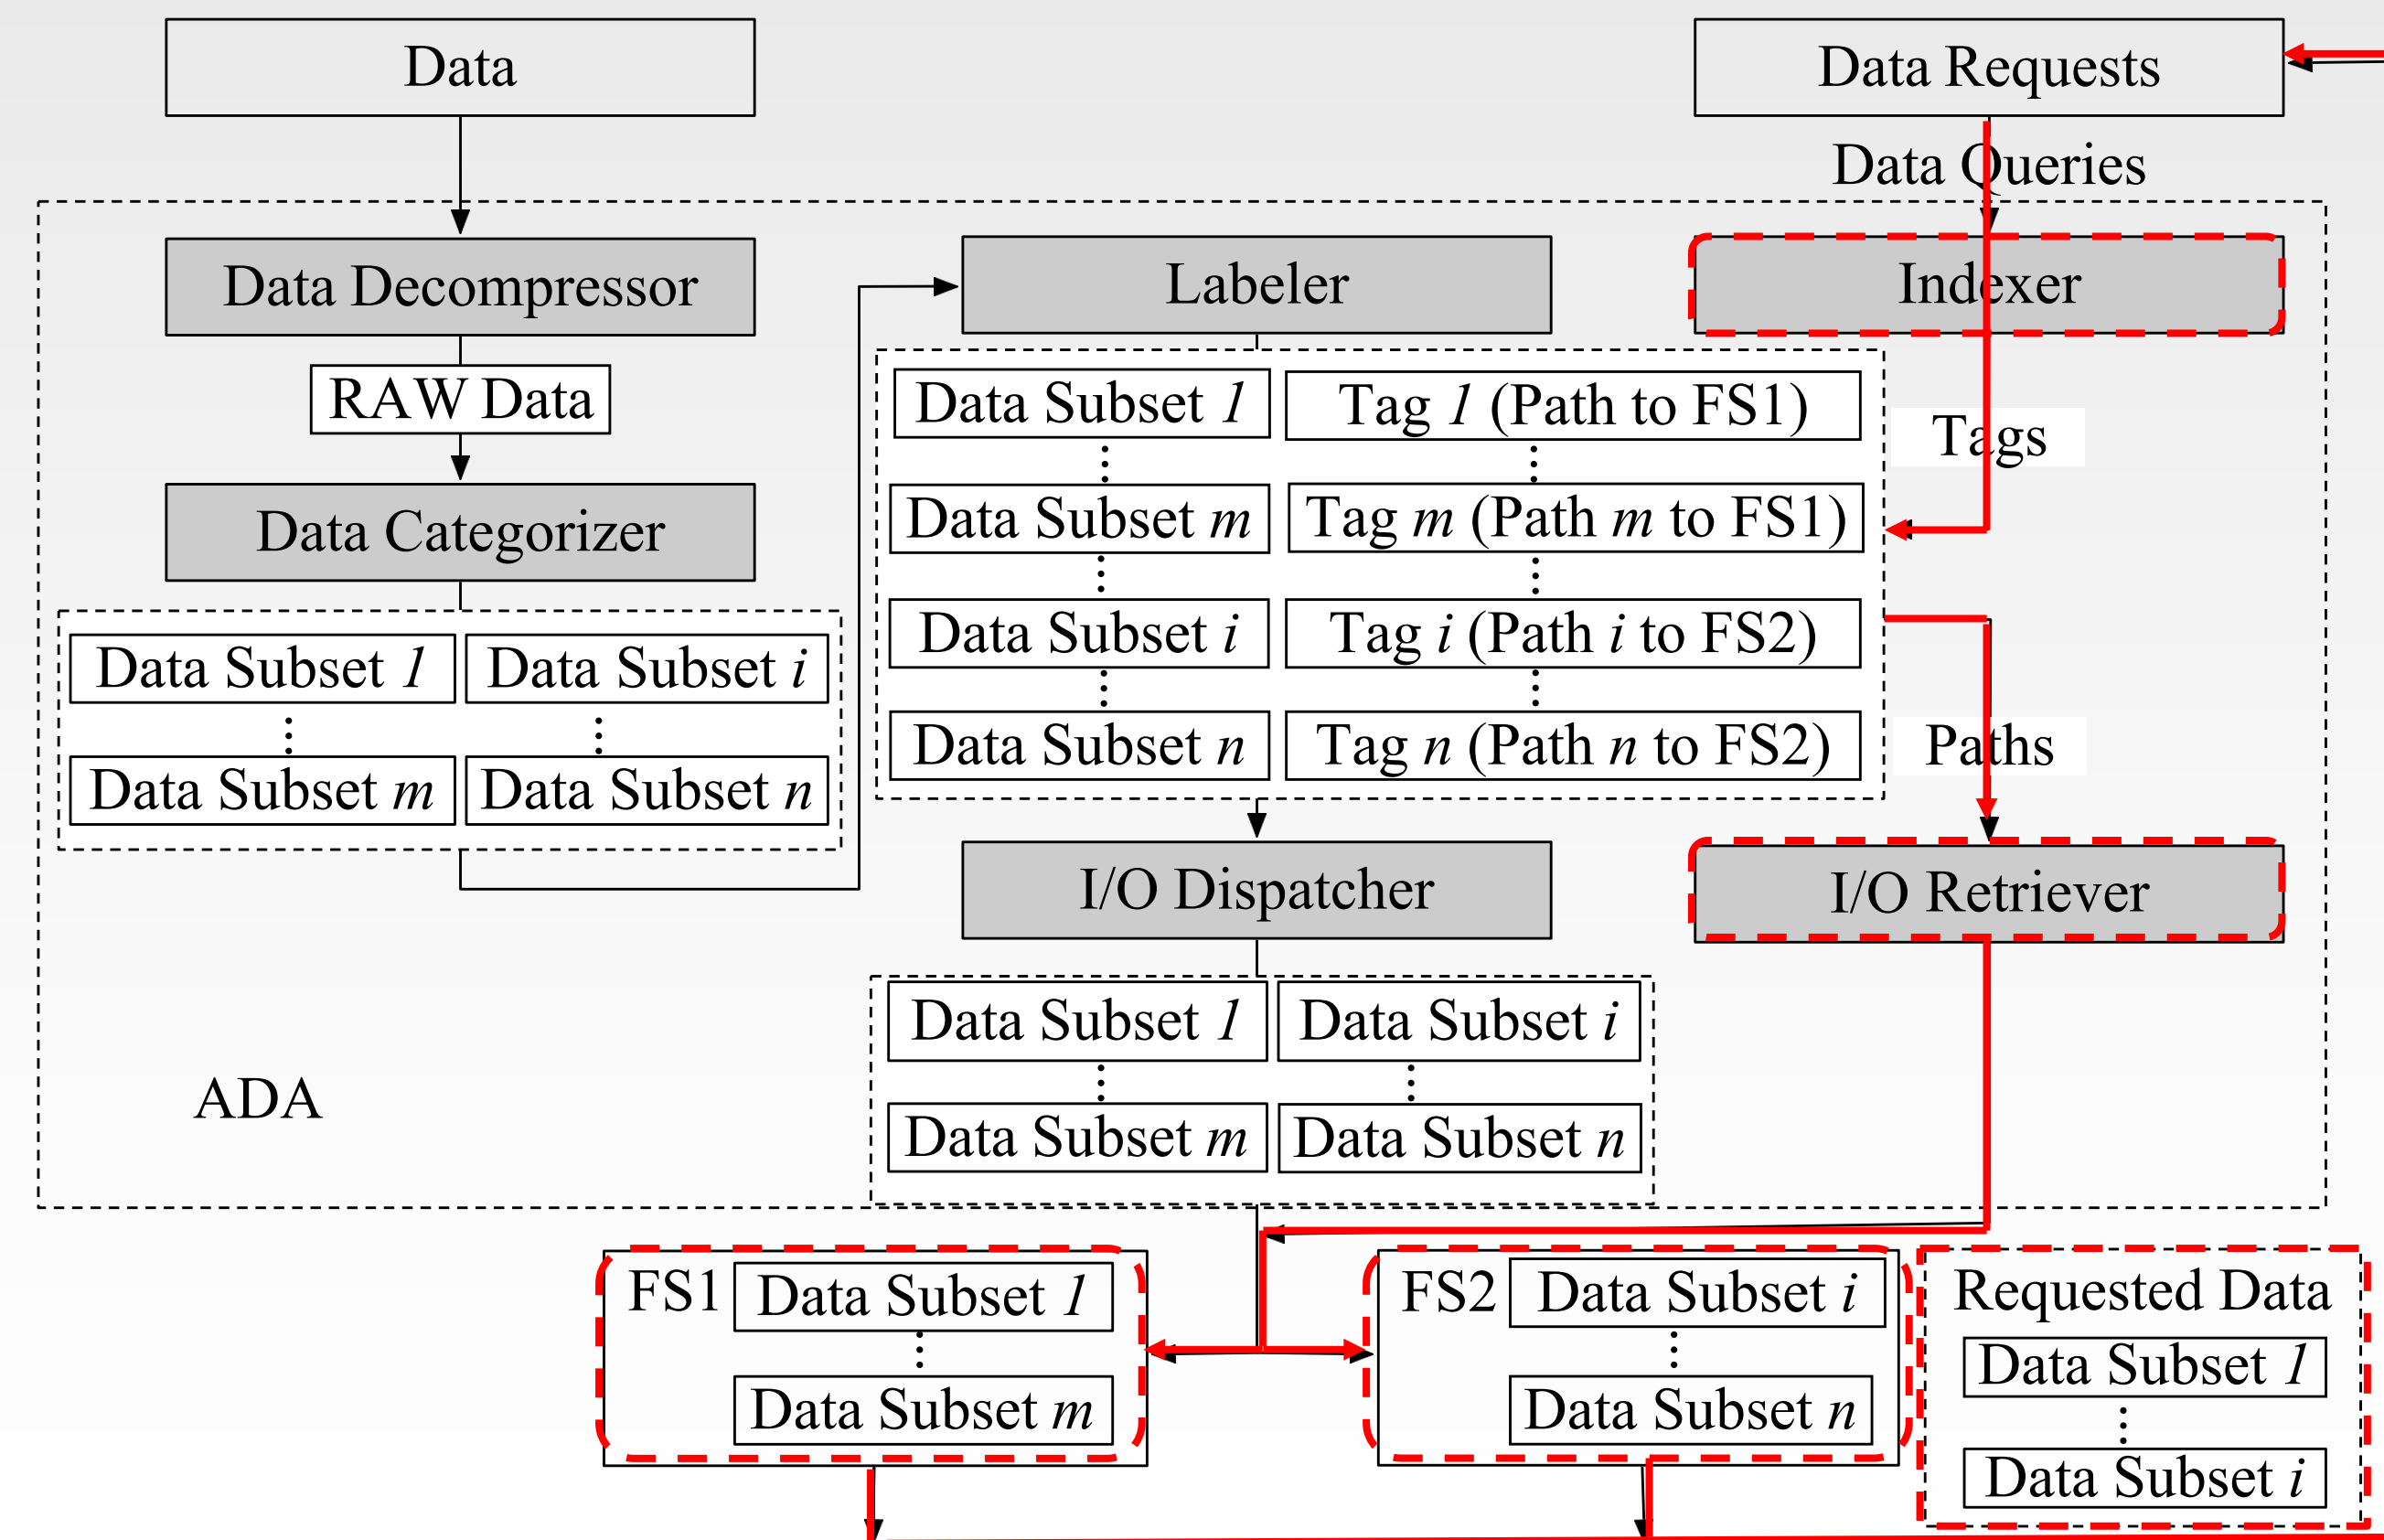 Data
Data Requests
Data Queries
Data Decompressor
Labeler
Indexer
RAW Data
Data Categorizer
Data Subset 1
Data Subset i
Data Subset m
Data Subset n
Data Subset 1
Tag 1 (Path to FS1)
Data Subset m
Tag m (Path m to FS1)
Data Subset i
Tag i (Path i to FS2)
Data Subset n
Tag n (Path n to FS2)
Tags
Paths
I/O Dispatcher
I/O Retriever
Data Subset 1
Data Subset i
Data Subset m
Data Subset n
ADA
FS1
Data Subset 1
Data Subset m
FS2
Data Subset i
Data Subset n
Requested Data
Data Subset 1
Data Subset i